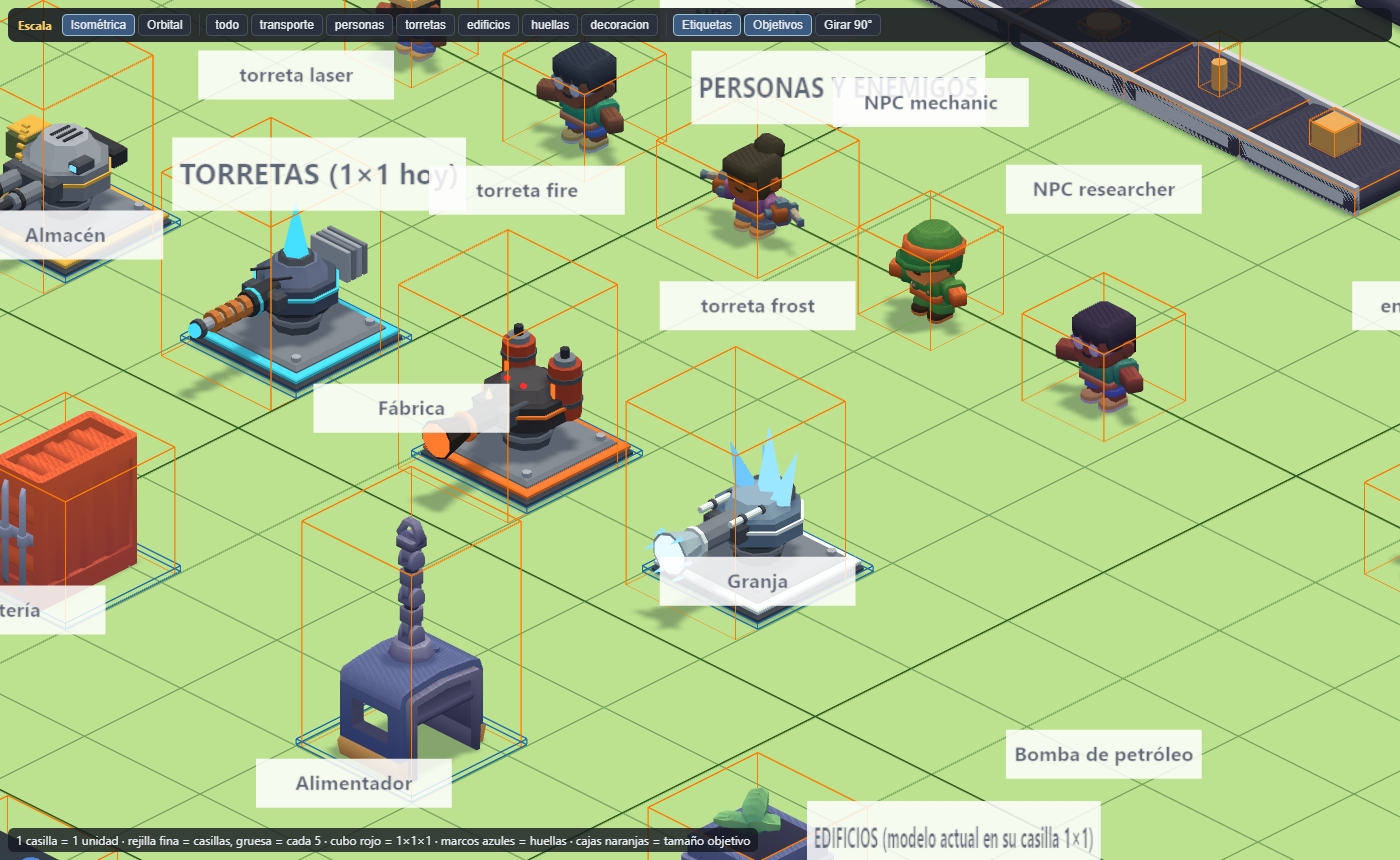 Escala Isométrica Orbital todo transporte personas torretas edificios huellas decoracion Etiquetas Objetivos Girar 90°
torreta laser
PERSONAS Y ENEMIGOS
NPC mechanic
TORRETAS (1×1 hoy)
torreta fire
NPC researcher
Almacén
torreta frost
en
Fábrica
Granja
tería
Bomba de petróleo
Alimentador
EDIFICIOS (modelo actual en su casilla 1×1)
1 casilla = 1 unidad · rejilla fina = casillas, gruesa = cada 5 · cubo rojo = 1×1×1 · marcos azules = huellas · cajas naranjas = tamaño objetivo